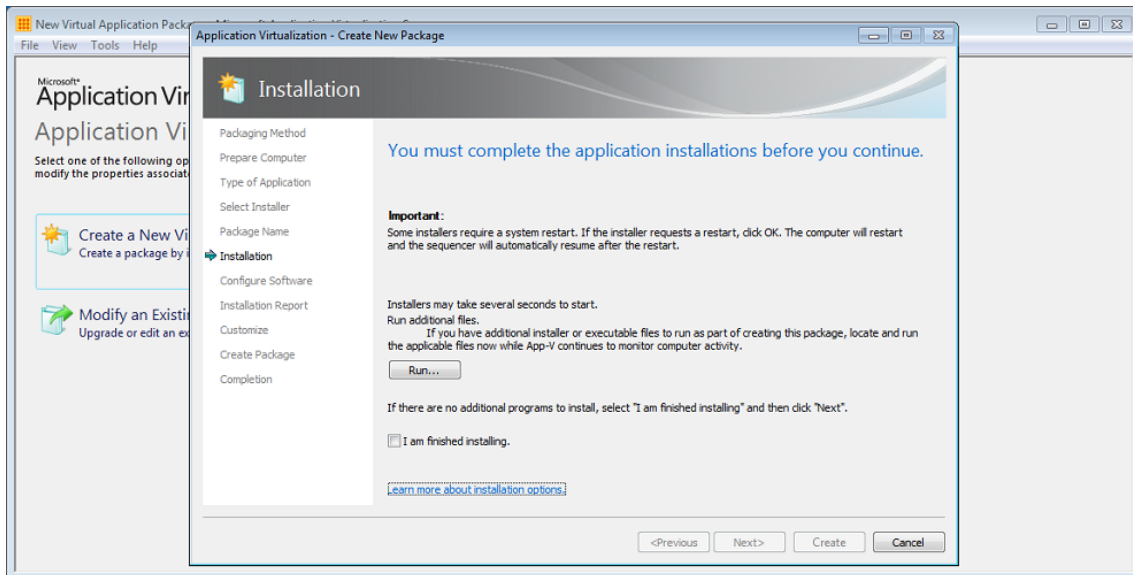 New Virtual Application Packa
File View Tools Help
Microsoft*
Application Vir
Application Vi
Select one of the following op
modify the properties associat
Create a New Vi
Create a package by i
Modify an Existi
Upgrade or edit an ex
Application Virtualization - Create New Package
Installation
Packaging Method
Prepare Computer
Type of Application
Select Installer
Package Name
Installation
Configure Software
Installation Report
Customize
Create Package
Completion
You must complete the application installations before you continue.
Important:
Some installers require a system restart. If the installer requests a restart, click OK. The computer will restart
and the sequencer will automatically resume after the restart.
Installers may take several seconds to start.
Run additional files.
If you have additional installer or executable files to run as part of creating this package, locate and run
the applicable files now while App-V continues to monitor computer activity.
Run...
If there are no additional programs to install, select "I am finished installing" and then click "Next".
I am finished installing.
Learn more about installation options.
<Previous Next> Create Cancel